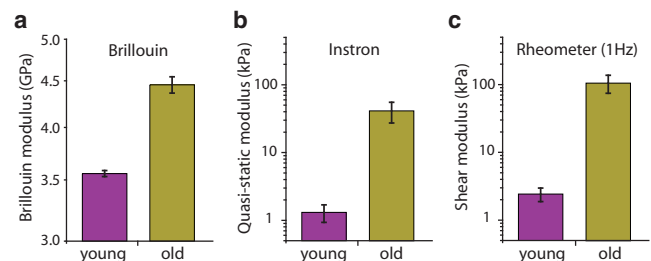 a
Brillouin
Brillouin modulus (GPa)
5.0
4.5
4.0
3.5
3.0
young old
b
Instron
Quasi-static modulus (kPa)
100
10
1
young old
c
Rheometer (1Hz)
Shear modulus (kPa)
100
10
1
young old